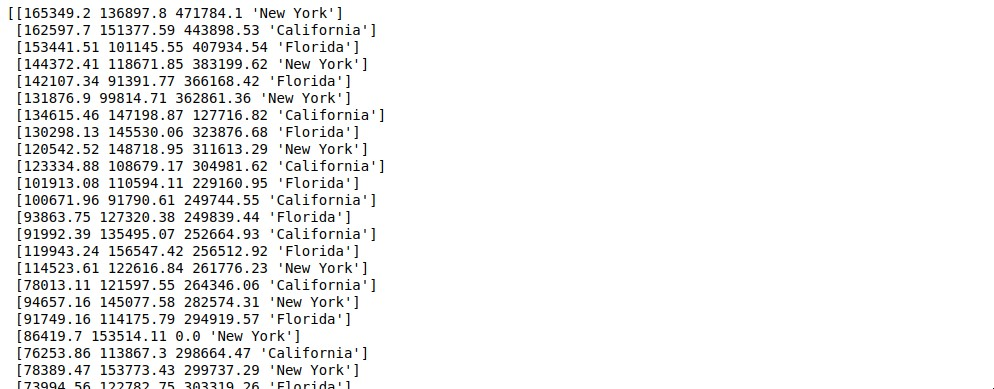 [[165349.2 136897.8 471784.1 'New York']
[162597.7 151377.59 443898.53 'California']
[153441.51 101145.55 407934.54 'Florida']
[144372.41 118671.85 383199.62 'New York']
[142107.34 91391.77 366168.42 'Florida']
[131876.9 99814.71 362861.36 'New York']
[134615.46 147198.87 127716.82 'California']
[130298.13 145530.06 323876.68 'Florida']
[120542.52 148718.95 311613.29 'New York']
[123334.88 108679.17 304981.62 'California']
[101913.08 110594.11 229160.95 'Florida']
[100671.96 91790.61 249744.55 'California']
[93863.75 127320.38 249839.44 'Florida']
[91992.39 135495.07 252664.93 'California']
[119943.24 156547.42 256512.92 'Florida']
[114523.61 122616.84 261776.23 'New York']
[78013.11 121597.55 264346.06 'California']
[94657.16 145077.58 282574.31 'New York']
[91749.16 114175.79 294919.57 'Florida']
[86419.7 153514.11 0.0 'New York']
[76253.86 113867.3 298664.47 'California']
[78389.47 153773.43 299737.29 'New York']
[73994.56 122782.75 303319.26 'Florida']